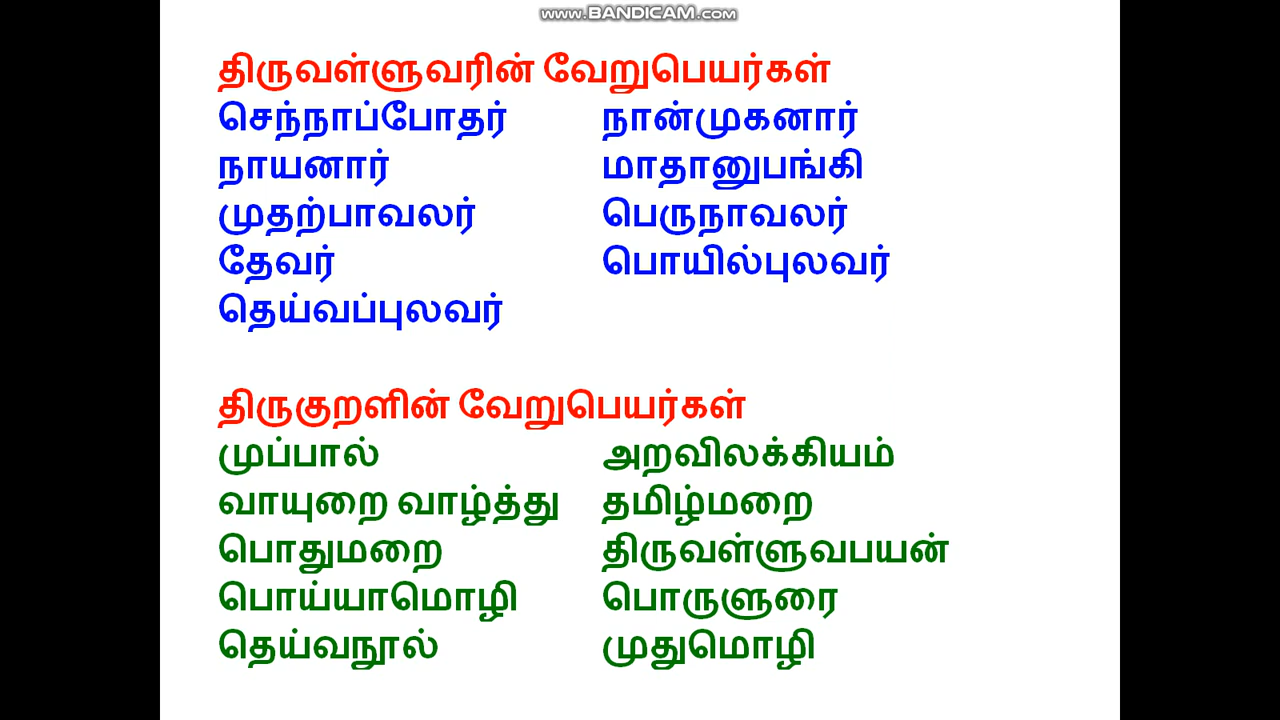 www.BANDICAM.com
திருவள்ளுவரின் வேறுபெயர்கள்
செந்நாப்போதர் நான்முகனார்
நாயனார் மாதானுபங்கி
முதற்பாவலர் பெருநாவலர்
தேவர் பொயில்புலவர்
தெய்வப்புலவர்
திருகுறளின் வேறுபெயர்கள்
முப்பால் அறவிலக்கியம்
வாயுறை வாழ்த்து தமிழ்மறை
பொதுமறை திருவள்ளுவபயன்
பொய்யாமொழி பொருளுரை
தெய்வநூல் முதுமொழி